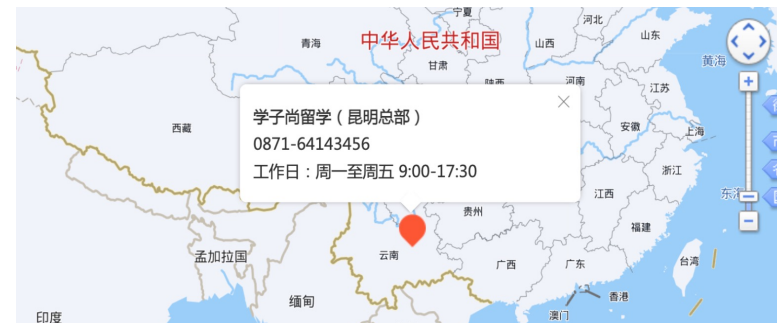 宁夏
河北
青海
中华人民共和国
山西
山东
黄海
甘肃
陕西
河南
江苏
学子尚留学（昆明总部）
0871-64143456
工作日：周一至周五 9:00-17:30
西藏
安徽
上海
浙江
江西
东海
贵州
福建
云南
孟加拉国
广西
广东
台湾
缅甸
香港
澳门
印度